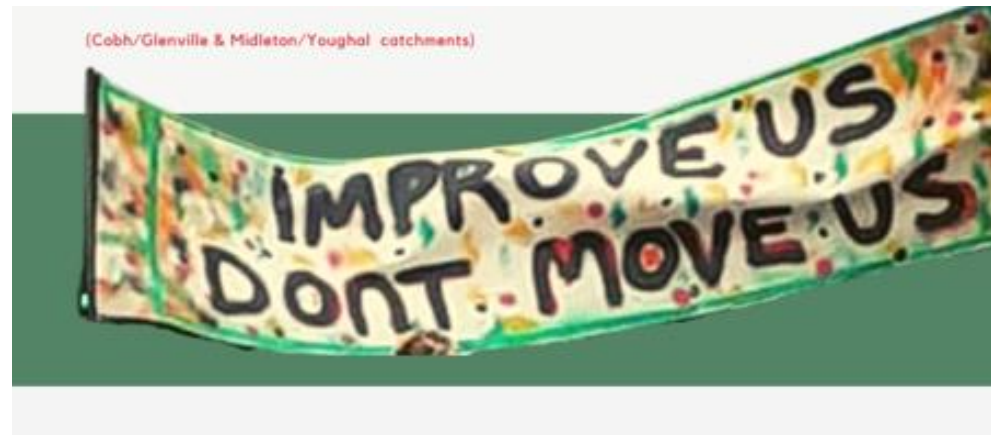 (Cobh/Glenville & Midleton/Youghal catchments)
IMPROVE US
DONT MOVE US